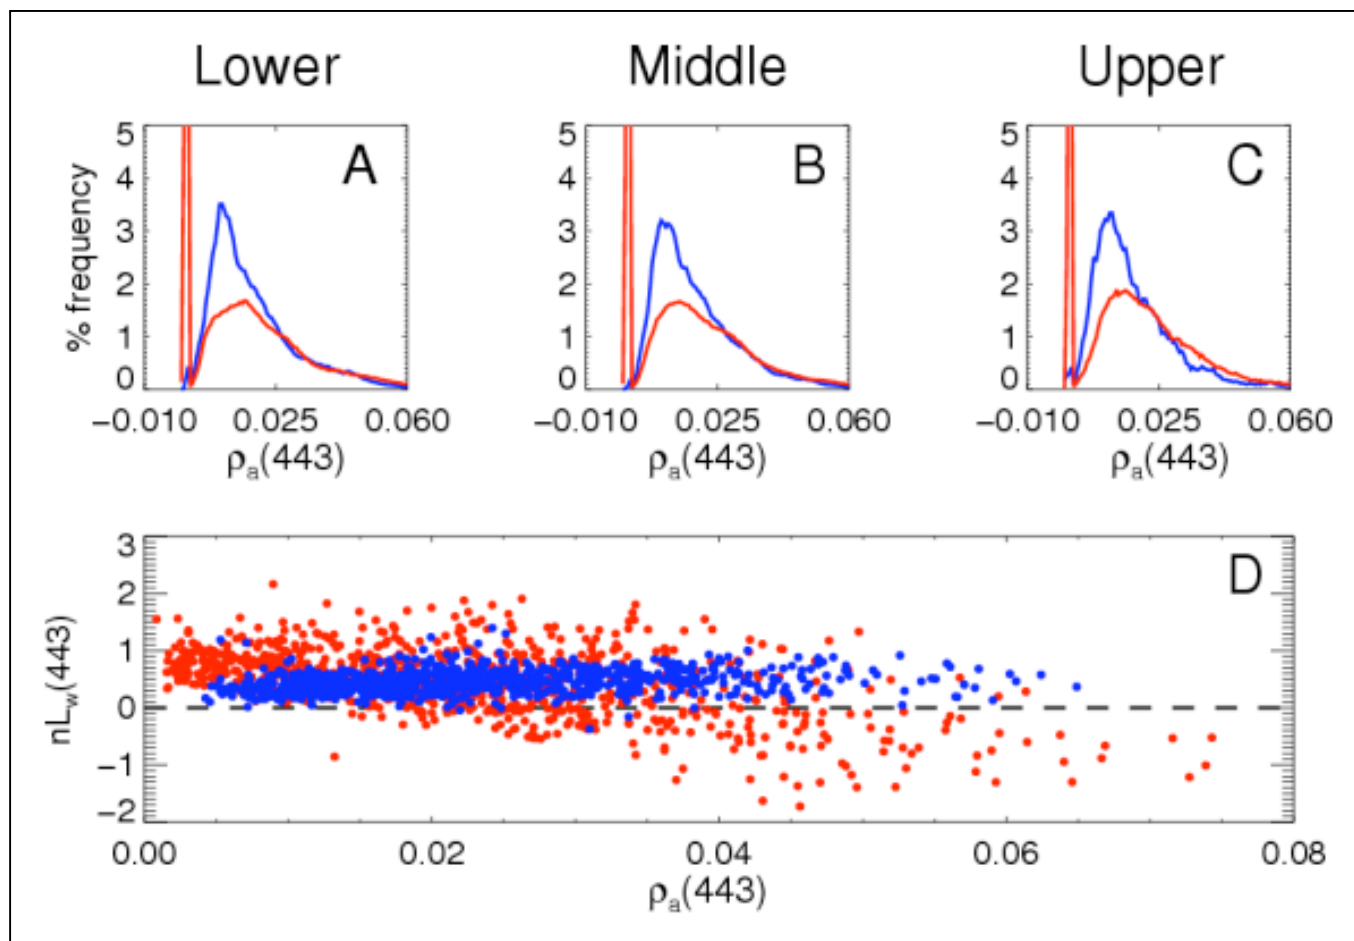 Lower Middle Upper
5 5 5
A B C
4 4 4
3 3 3
% frequency
2 2 2
1 1 1
0 0 0
−0.010 0.025 0.060 −0.010 0.025 0.060 −0.010 0.025 0.060
ρa(443) ρa(443) ρa(443)
3
D
2
1
nLw(443)
0
−1
−2
0.00 0.02 0.04 0.06 0.08
ρa(443)